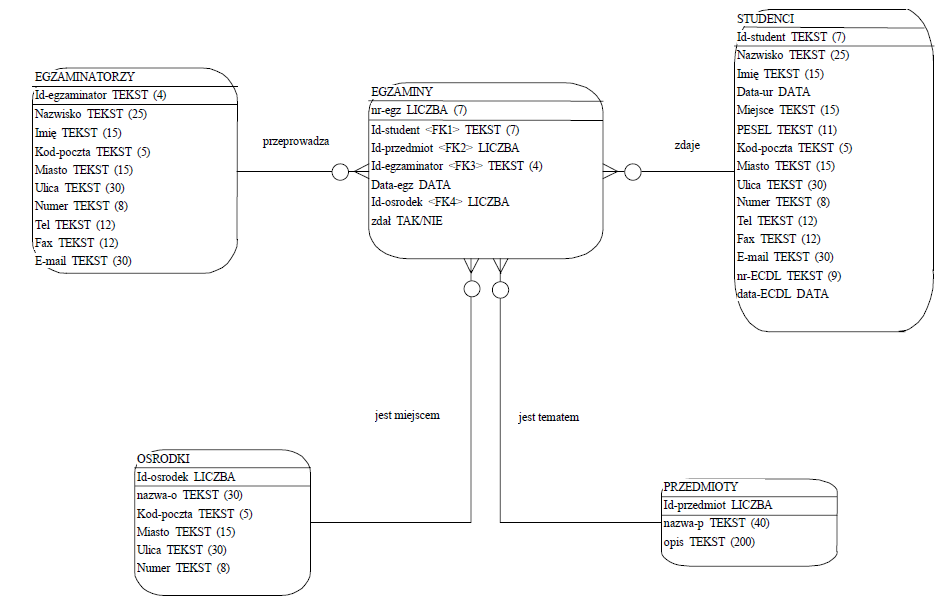 EGZAMINATORZY
Id-egzaminator TEKST (4)
Nazwisko TEKST (25)
Imię TEKST (15)
Kod-poczta TEKST (5)
Miasto TEKST (15)
Ulica TEKST (30)
Numer TEKST (8)
Tel TEKST (12)
Fax TEKST (12)
E-mail TEKST (30)
przeprowadza
EGZAMINY
nr-egz LICZBA (7)
Id-student <FK1> TEKST (7)
Id-przedmiot <FK2> LICZBA
Id-egzaminator <FK3> TEKST (4)
Data-egz DATA
Id-osrodek <FK4> LICZBA
zdał TAK/NIE
zdaje
STUDENCI
Id-student TEKST (7)
Nazwisko TEKST (25)
Imię TEKST (15)
Data-ur DATA
Miejsce TEKST (15)
PESEL TEKST (11)
Kod-poczta TEKST (5)
Miasto TEKST (15)
Ulica TEKST (30)
Numer TEKST (8)
Tel TEKST (12)
Fax TEKST (12)
E-mail TEKST (30)
nr-ECDL TEKST (9)
data-ECDL DATA
jest miejscem
jest tematem
OSRODKI
Id-osrodek LICZBA
nazwa-o TEKST (30)
Kod-poczta TEKST (5)
Miasto TEKST (15)
Ulica TEKST (30)
Numer TEKST (8)
PRZEDMIOTY
Id-przedmiot LICZBA
nazwa-p TEKST (40)
opis TEKST (200)